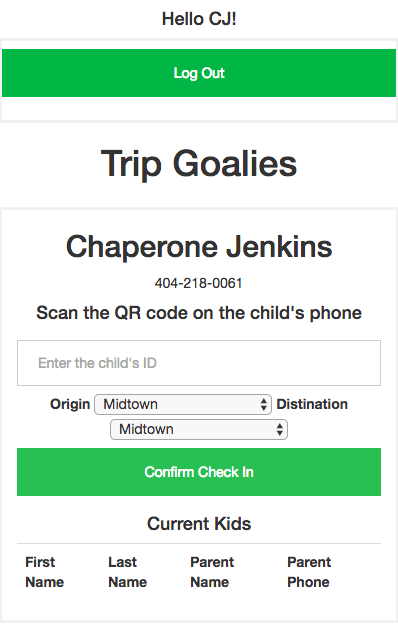 Hello CJ!
Log Out
Trip Goalies
Chaperone Jenkins
404-218-0061
Scan the QR code on the child's phone
Enter the child's ID
Origin Midtown Distination
Midtown
Confirm Check In
Current Kids
First Last Parent Parent
Name Name Name Phone